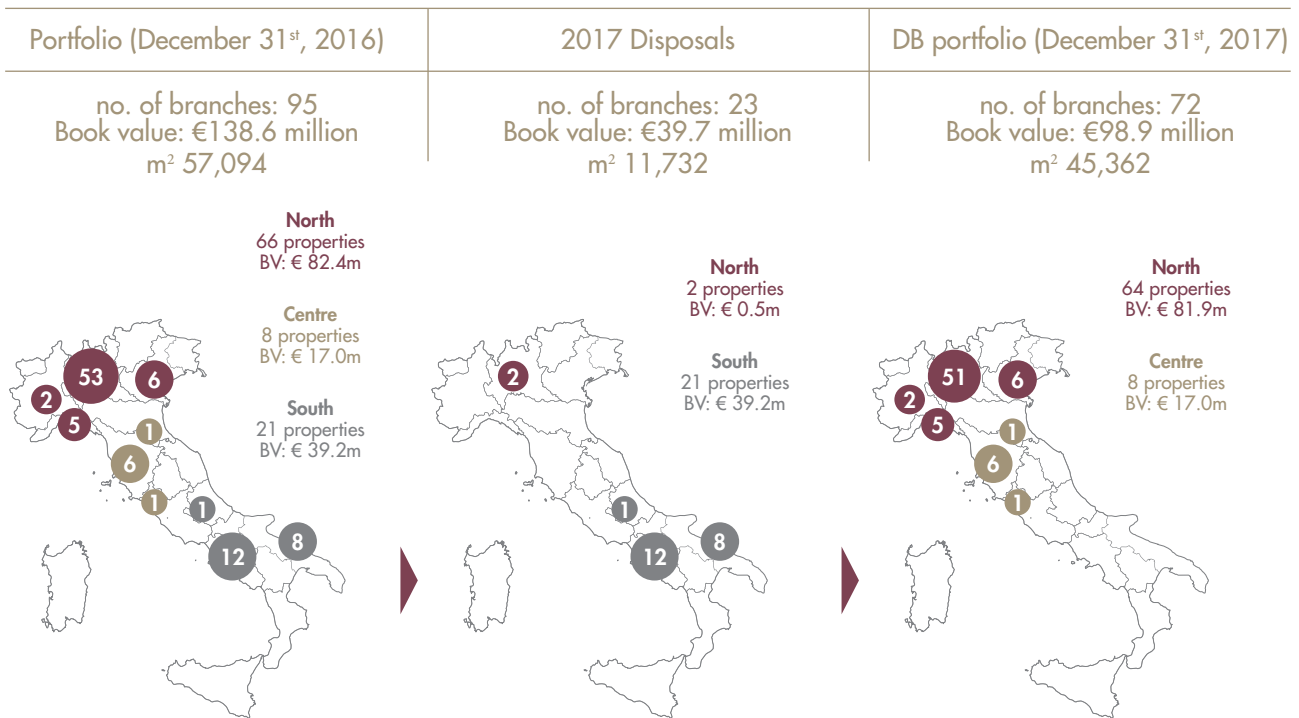 Portfolio (December 31st, 2016)
no. of branches: 95
Book value: €138.6 million
m² 57,094
North
66 properties
BV: € 82.4m
Centre
8 properties
BV: € 17.0m
South
21 properties
BV: € 39.2m
53
6
2
5
1
6
1
1
12
8
2017 Disposals
no. of branches: 23
Book value: €39.7 million
m² 11,732
North
2 properties
BV: € 0.5m
South
21 properties
BV: € 39.2m
2
1
12
8
DB portfolio (December 31st, 2017)
no. of branches: 72
Book value: €98.9 million
m² 45,362
North
64 properties
BV: € 81.9m
Centre
8 properties
BV: € 17.0m
51
6
2
5
1
6
1